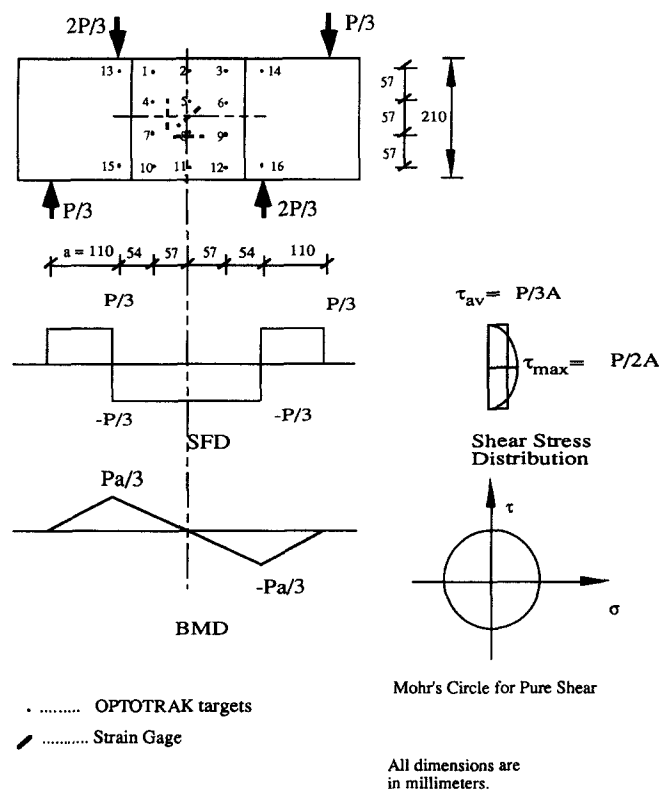 2P/3
P/3
13 1 2 3 14
4 5 6
7 8 9
15 10 11 12 16
57
57
57
210
P/3
2P/3
a = 110 54 57 57 54 110
P/3
P/3
-P/3
-P/3
SFD
τav= P/3A
τmax= P/2A
Shear Stress
Distribution
Pa/3
-Pa/3
BMD
τ
σ
Mohr's Circle for Pure Shear
. ......... OPTOTRAK targets
........... Strain Gage
All dimensions are
in millimeters.